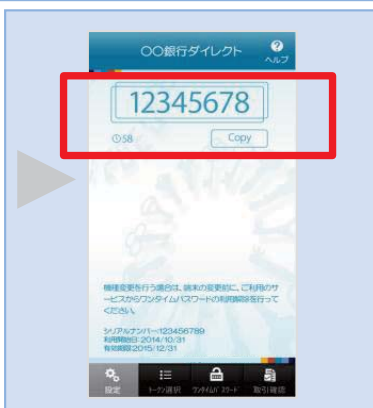 〇〇銀行ダイレクト
?
ヘルプ
12345678
58
Copy
機種変更を行う場合は、端末の変更前に、ご利用のサ
ービスからワンタイムパスワードの利用解除を行って
ください。
シリアルナンバー:123456789
利用開始日:2014/10/31
有効期限:2015/12/31
設定
トークン選択
ワンタイムパスワード
取引確認